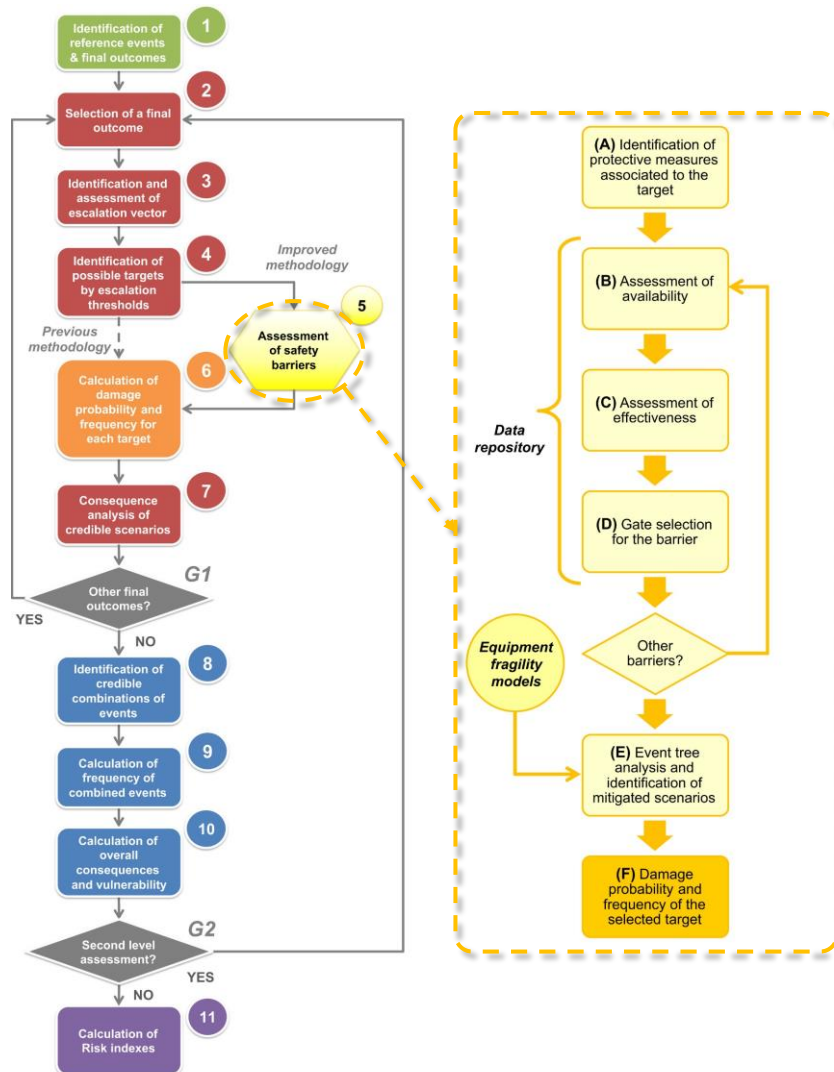 1
Identification of
reference events
& final outcomes
2
Selection of a final
outcome
3
Identification and
assessment of
escalation vector
4
Identification of
possible targets
by escalation
thresholds
Improved
methodology
5
Assessment
of safety
barriers
Previous
methodology
6
Calculation of
damage
probability and
frequency for
each target
7
Consequence
analysis of
credible scenarios
G1
Other final
outcomes?
YES
NO
8
Identification of
credible
combinations of
events
9
Calculation of
frequency of
combined events
10
Calculation of
overall
consequences
and vulnerability
G2
Second level
assessment?
YES
NO
11
Calculation of
Risk indexes
(A) Identification of
protective measures
associated to the
target
(B) Assessment of
availability
(C) Assessment of
effectiveness
Data
repository
(D) Gate selection
for the barrier
Other
barriers?
Equipment
fragility
models
(E) Event tree
analysis and
identification of
mitigated scenarios
(F) Damage
probability and
frequency of the
selected target